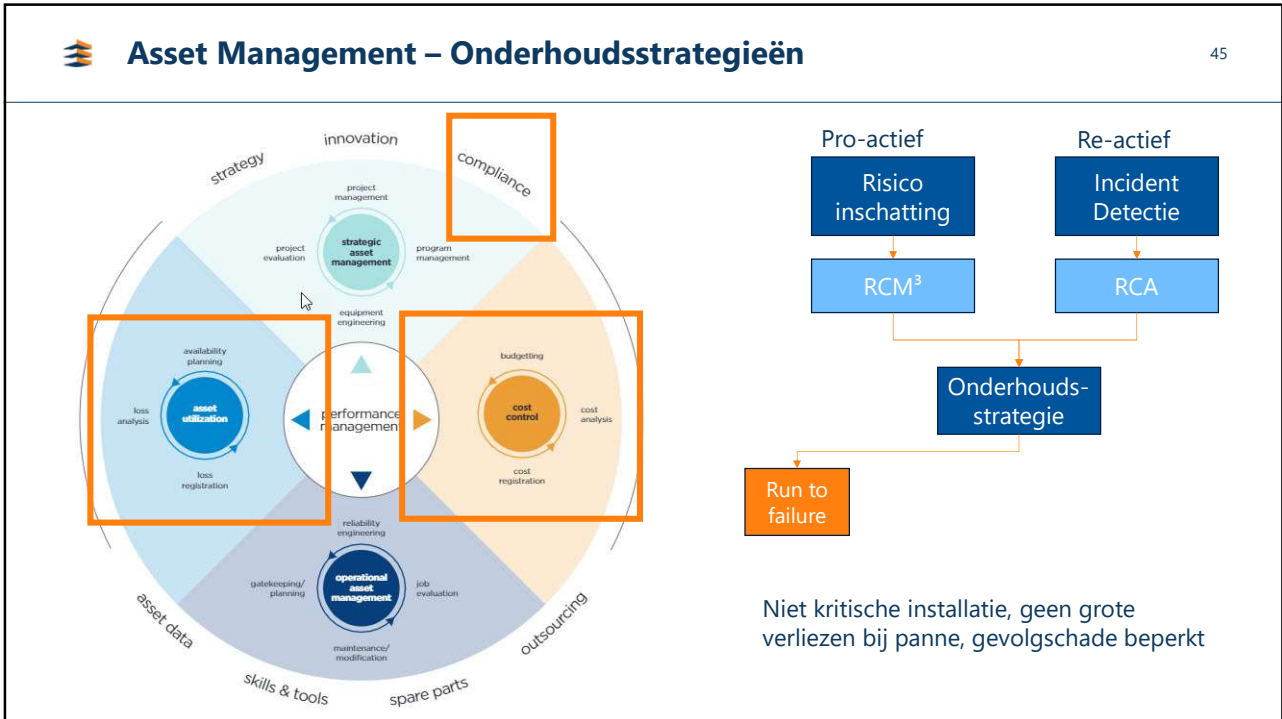 Asset Management – Onderhoudsstrategieën
45
innovation
strategy
compliance
project
management
project
evaluation
strategic
asset
management
program
management
equipment
engineering
availability
planning
loss
analysis
asset
utilization
loss
registration
performance
management
budgetting
cost
control
cost
analysis
cost
registration
reliability
engineering
gatekeeping/
planning
operational
asset
management
job
evaluation
maintenance/
modification
asset data
skills & tools
spare parts
outsourcing
Pro-actief
Re-actief
Risico
inschatting
Incident
Detectie
RCM³
RCA
Onderhouds-
strategie
Run to
failure
Niet kritische installatie, geen grote
verliezen bij panne, gevolgschade beperkt